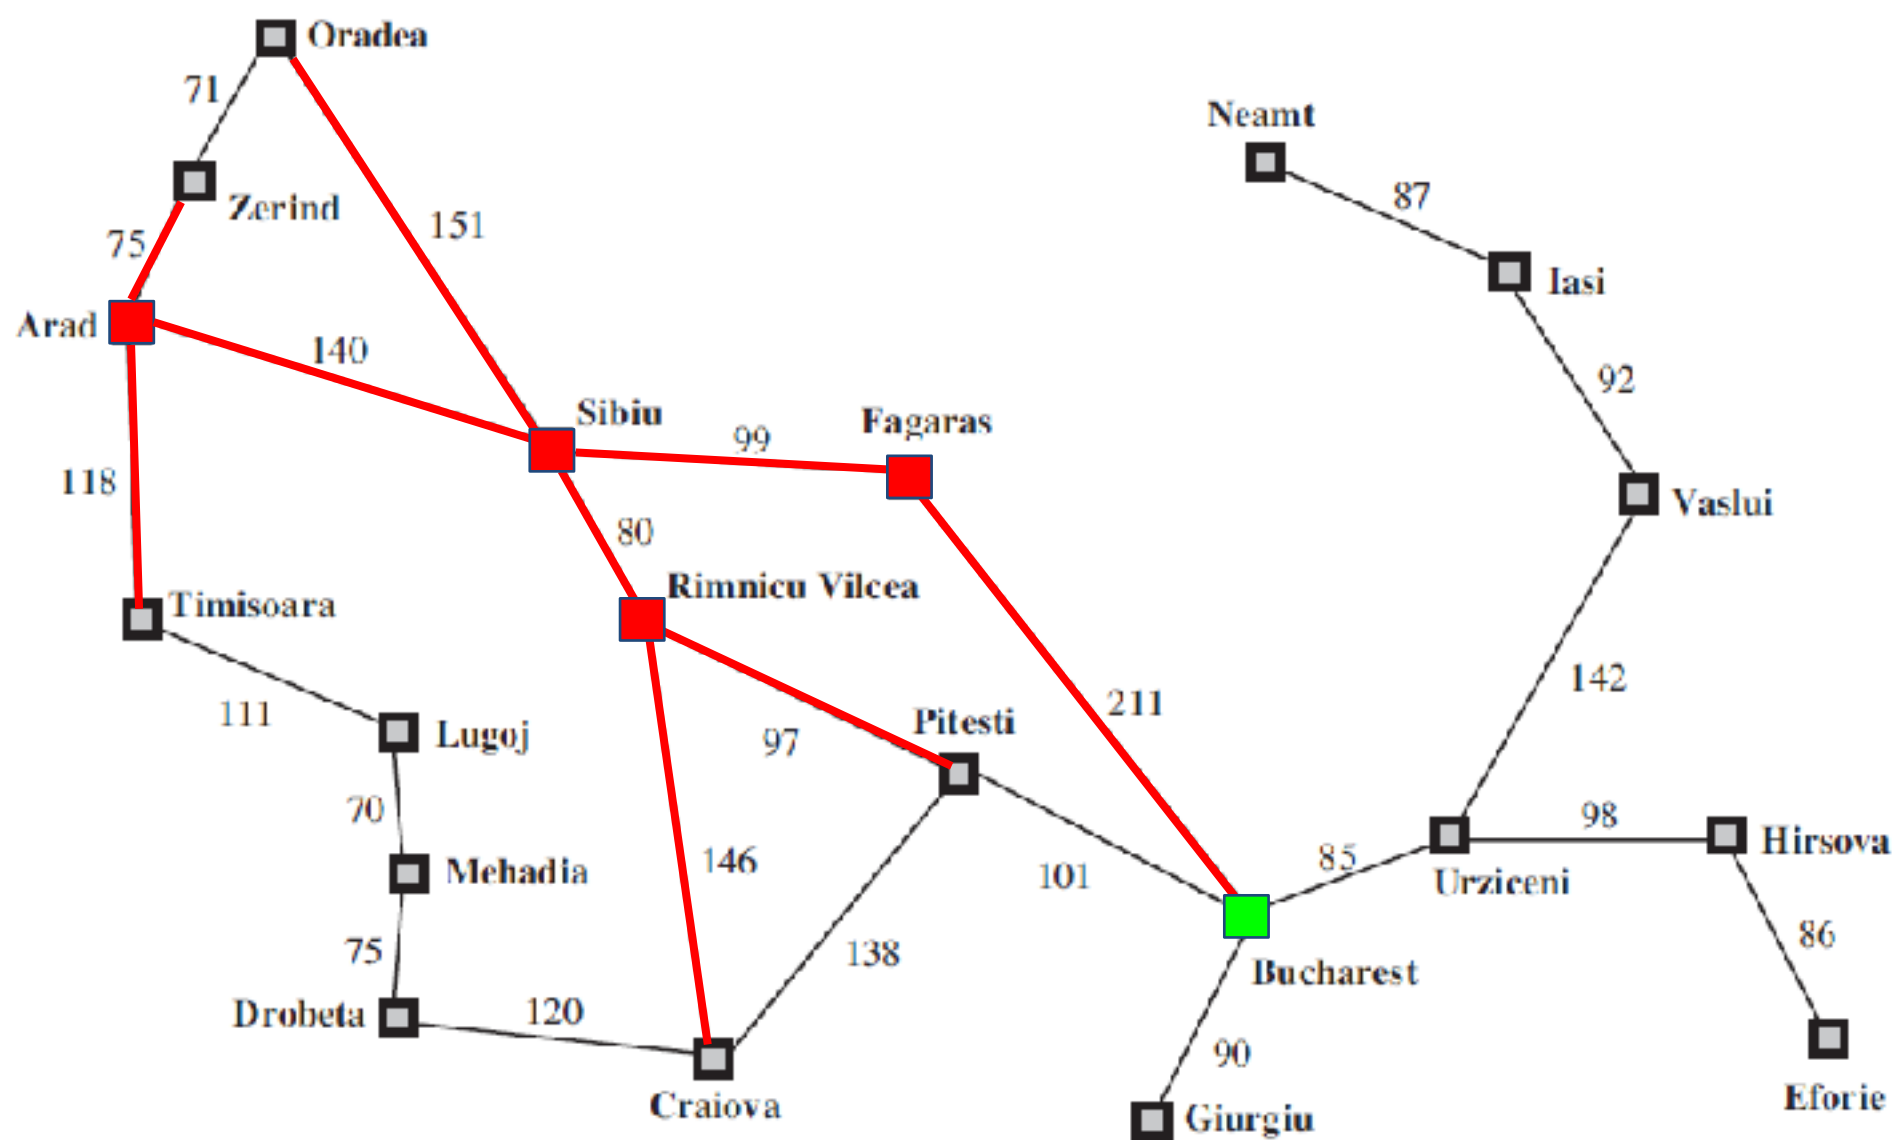 Oradea
71
Neamt
87
Zerind
151
75
Iasi
Arad
140
92
Sibiu
Fagaras
99
118
Vaslui
80
Rimnicu Vilcea
Timisoara
142
211
111
Pitesti
Lugoj
97
70
98
Hirsova
85
146
101
Mehadia
Urziceni
86
75
138
Bucharest
Drobeta
120
90
Craiova
Eforie
Giurgiu